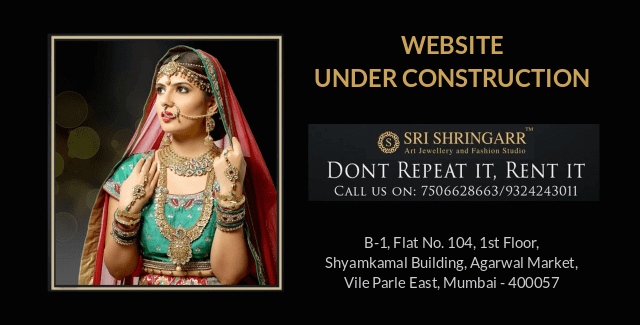 WEBSITE
UNDER CONSTRUCTION
S SRI SHRINGARR™
Art Jewellery and Fashion Studio
DONT REPEAT IT, RENT IT
CALL US ON: 7506628663/9324243011
B-1, Flat No. 104, 1st Floor,
Shyamkamal Building, Agarwal Market,
Vile Parle East, Mumbai - 400057